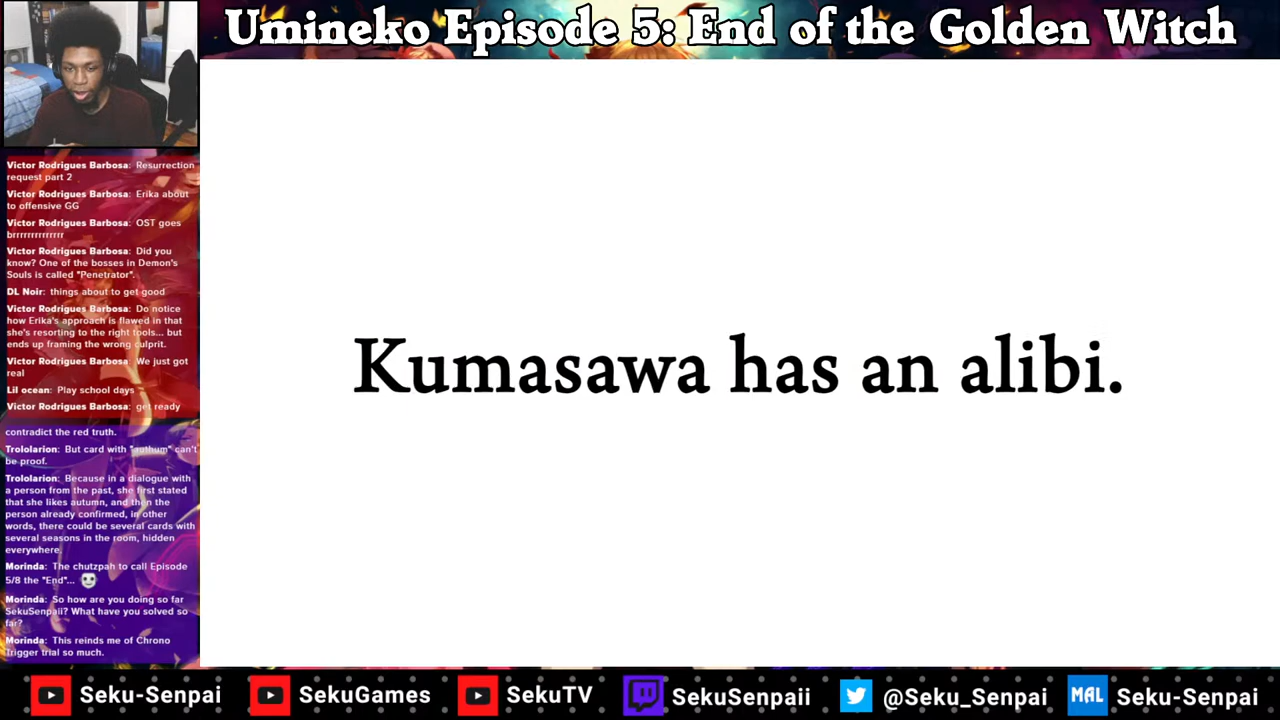 Umineko Episode 5: End of the Golden Witch
Victor Rodrigues Barbosa: Resurrection
request part 2
Victor Rodrigues Barbosa: Erika about
to offensive GG
Victor Rodrigues Barbosa: OST goes
brrrrrrrrrrrrrr
Victor Rodrigues Barbosa: Did you
know? One of the bosses in Demon's
Souls is called "Penetrator".
DL Noir: things about to get good
Victor Rodrigues Barbosa: Do notice
how Erika's approach is flawed in that
she's resorting to the right tools... but
ends up framing the wrong culprit.
Victor Rodrigues Barbosa: We just got
real
Lil ocean: Play school days
Victor Rodrigues Barbosa: get ready
contradict the red truth.
Trololarion: But card with "authum" can't
be proof.
Trololarion: Because in a dialogue with
a person from the past, she first stated
that she likes autumn, and then the
person already confirmed, in other
words, there could be several cards with
several seasons in the room, hidden
everywhere.
Morinda: The chutzpah to call Episode
5/8 the "End"...
Morinda: So how are you doing so far
SekuSenpaii? What have you solved so
far?
Morinda: This reinds me of Chrono
Trigger trial so much.
Kumasawa has an alibi.
Seku-Senpai SekuGames SekuTV SekuSenpaii @Seku_Senpai MAL Seku-Senpai